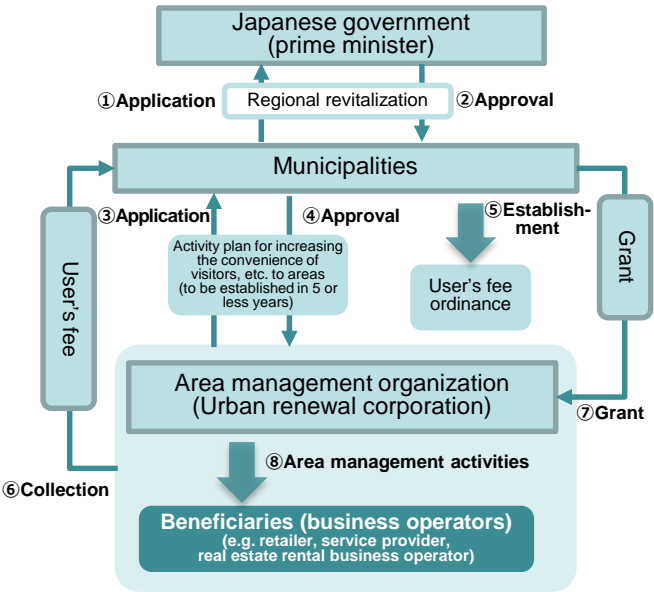 Japanese government
(prime minister)
①Application
Regional revitalization
②Approval
Municipalities
③Application
④Approval
⑤Establish-
ment
Activity plan for increasing
the convenience of
visitors, etc. to areas
(to be established in 5 or
less years)
User's fee
ordinance
User's fee
Grant
Area management organization
(Urban renewal corporation)
⑦Grant
⑧Area management activities
⑥Collection
Beneficiaries (business operators)
(e.g. retailer, service provider,
real estate rental business operator)